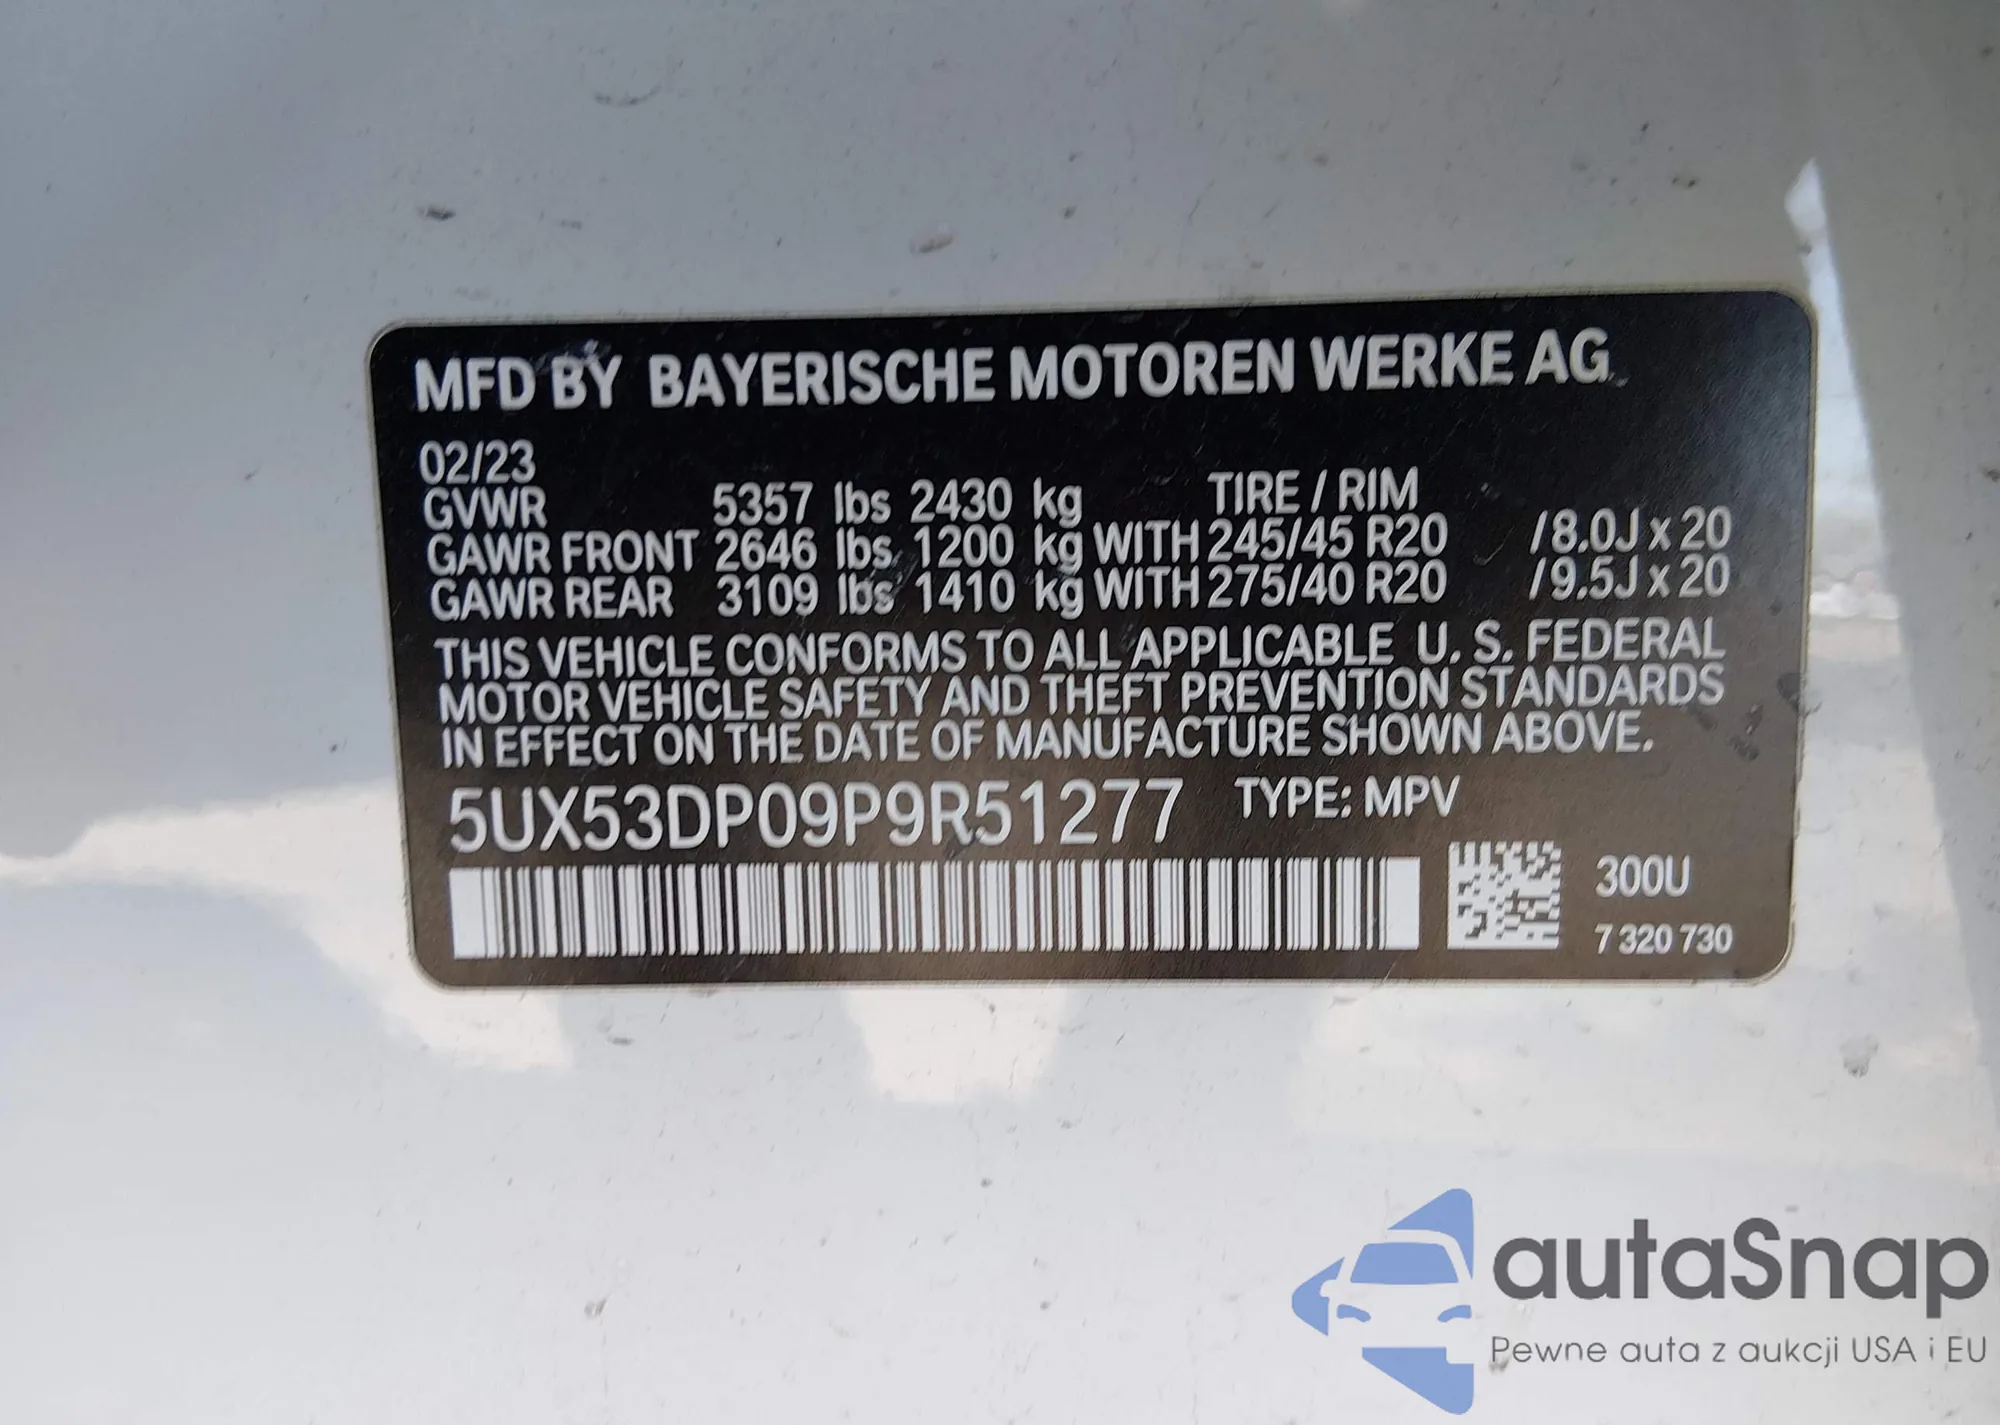 MFD BY BAYERISCHE MOTOREN WERKE AG
02/23
GVWR 5357 lbs 2430 kg TIRE / RIM
GAWR FRONT 2646 lbs 1200 kg WITH 245/45 R20 /8.0J x 20
GAWR REAR 3109 lbs 1410 kg WITH 275/40 R20 /9.5J x 20
THIS VEHICLE CONFORMS TO ALL APPLICABLE U. S. FEDERAL
MOTOR VEHICLE SAFETY AND THEFT PREVENTION STANDARDS
IN EFFECT ON THE DATE OF MANUFACTURE SHOWN ABOVE.
5UX53DP09P9R51277 TYPE: MPV
300U
7 320 730
autaSnap
Pewne auta z aukcji USA i EU